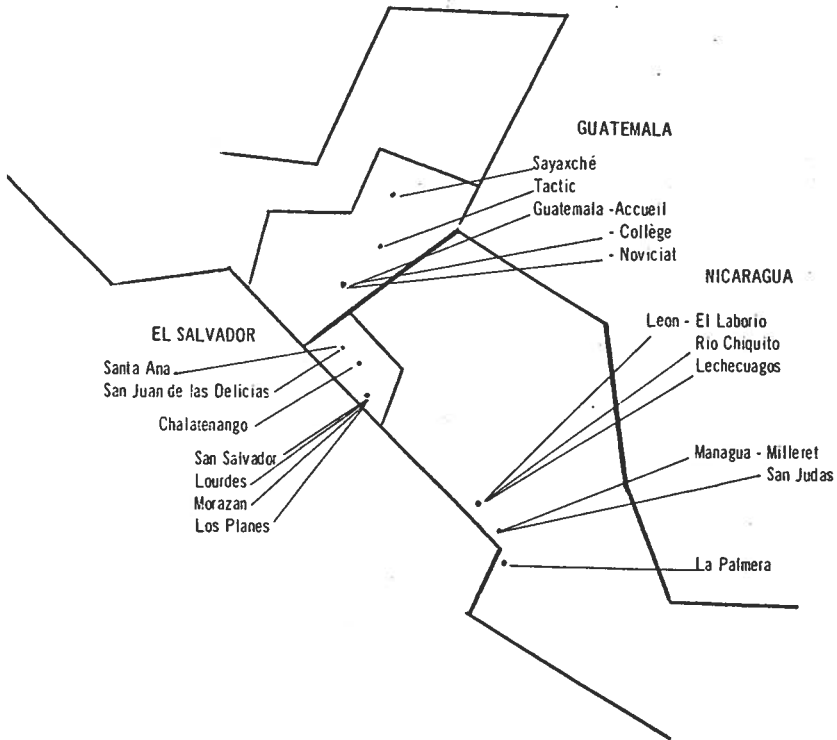 GUATEMALA
Sayaxché
Tactic
Guatemala - Accueil
- Collège
- Noviciat
NICARAGUA
Leon - El Laborio
Rio Chiquito
Lechecuagos
Managua - Milleret
San Judas
La Palmera
EL SALVADOR
Santa Ana
San Juan de las Delicias
Chalatenango
San Salvador
Lourdes
Morazan
Los Planes